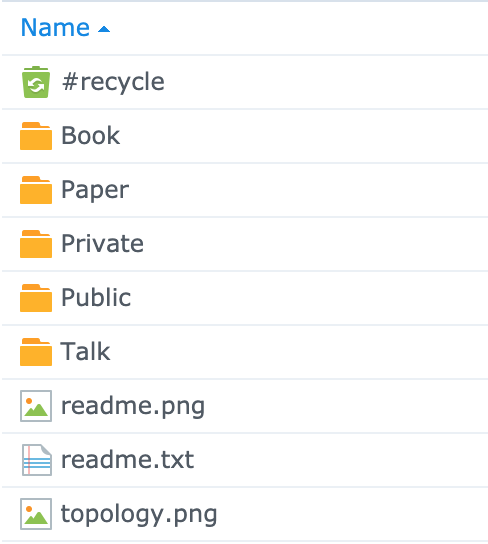 Name
#recycle
Book
Paper
Private
Public
Talk
readme.png
readme.txt
topology.png